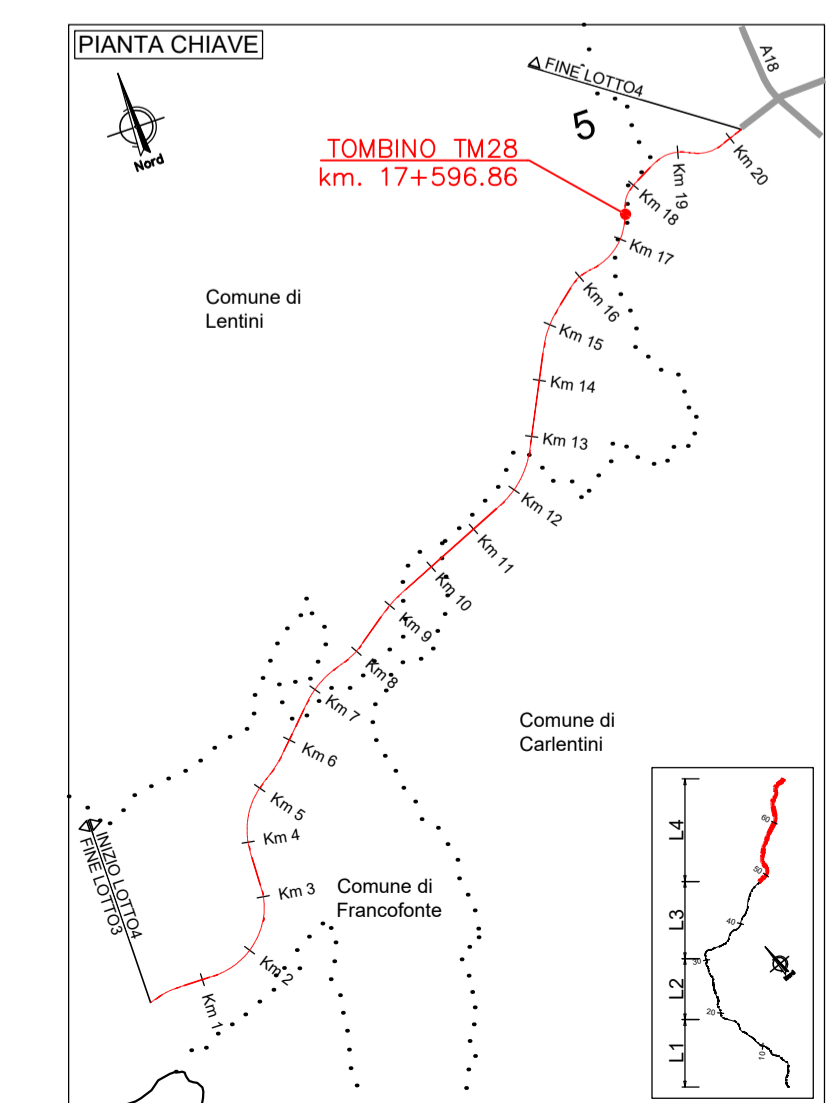 PIANTA CHIAVE
A18
FINE LOTTO4
5
Nord
TOMBINO TM28
km. 17+596.86
Km 20
Km 19
Km 18
Km 17
Comune di
Lentini
Km 16
Km 15
Km 14
Km 13
Km 12
Km 11
Km 10
Km 9
Km 8
Km 7
Comune di
Carlentini
Km 6
Km 5
Km 4
INIZIO LOTTO4
FINE LOTTO3
Km 3
Comune di
Francofonte
Km 2
Km 1
L4
60
50
L3
40
30
L2
20
L1
10